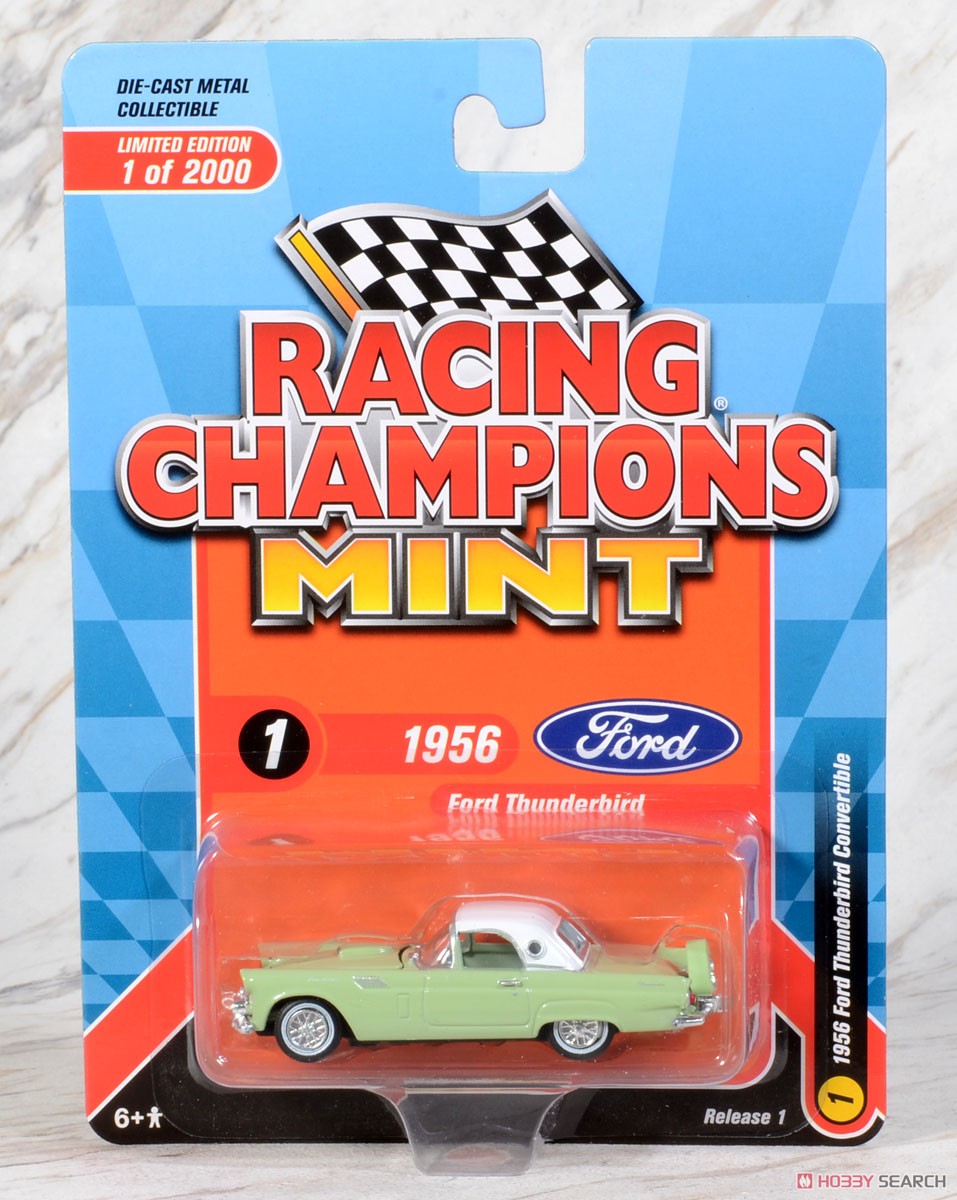 DIE-CAST METAL
COLLECTIBLE
LIMITED EDITION
1 of 2000
RACING
CHAMPIONS®
MINT
1
1956
Ford
Ford Thunderbird
1956 Ford Thunderbird Convertible
1
6+
Release 1
HOBBY SEARCH